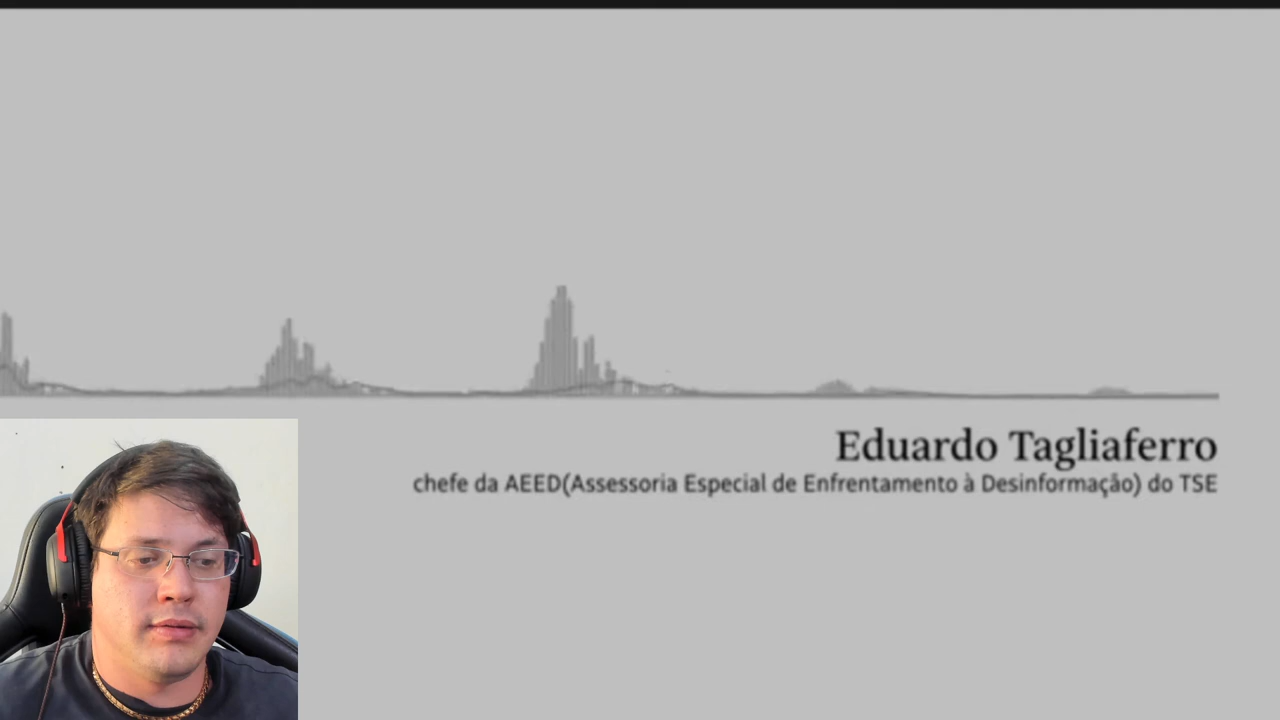 Eduardo Tagliaferro
chefe da AEED(Assessoria Especial de Enfrentamento à Desinformação) do TSE